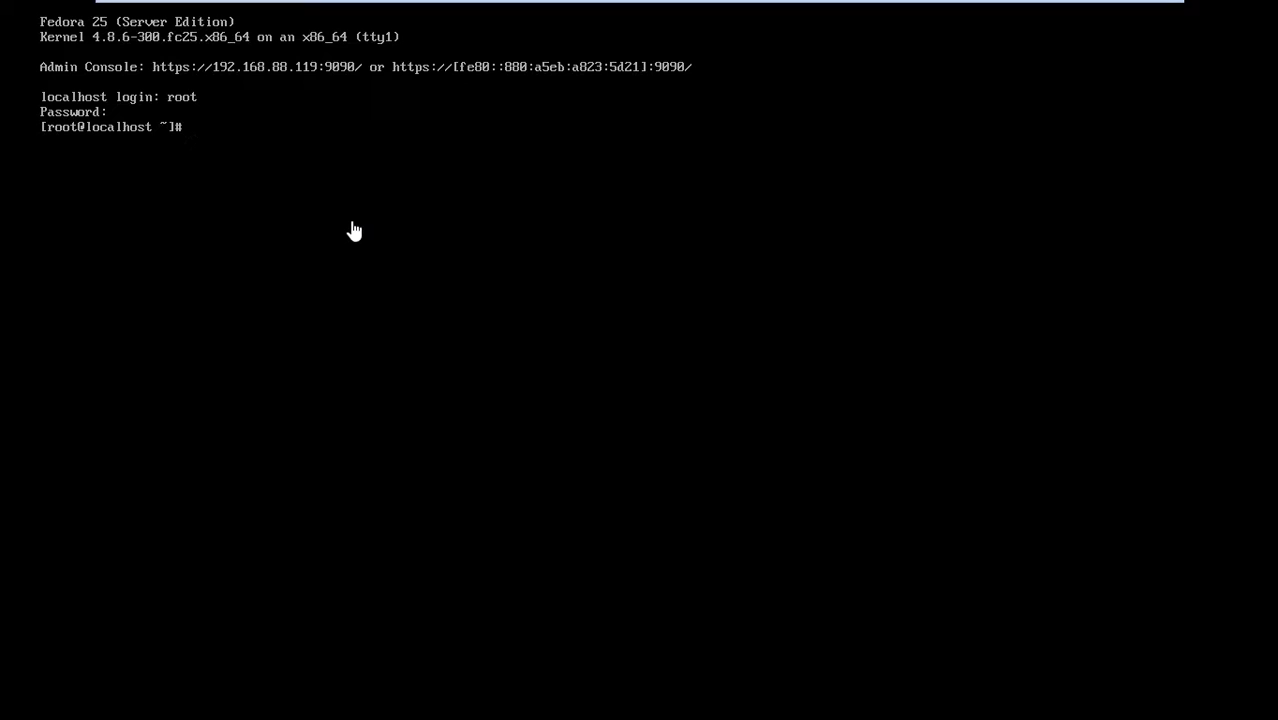 Fedora 25 (Server Edition)
Kernel 4.8.6-300.fc25.x86_64 on an x86_64 (tty1)
Admin Console: https://192.168.88.119:9090/ or https://[fe80::880:a5eb:a823:5d21]:9090/
localhost login: root
Password:
[root@localhost ~]#